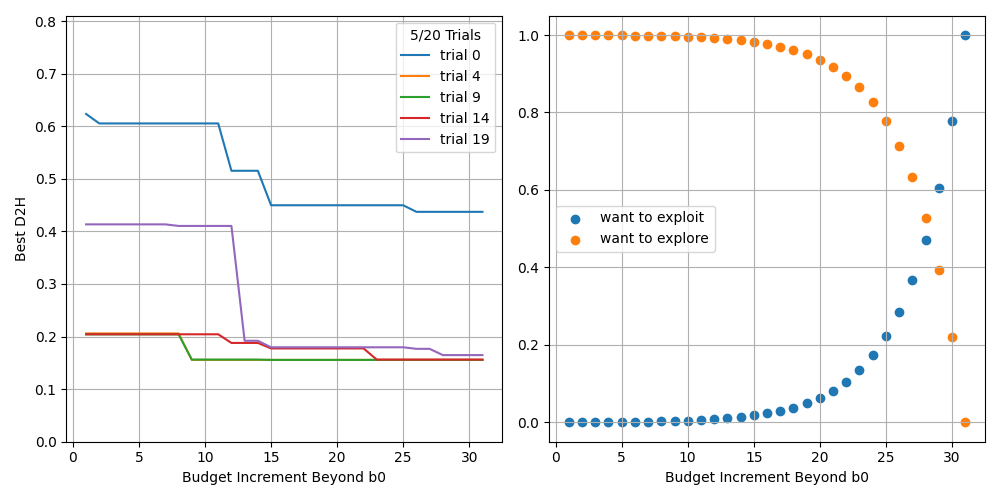 5/20 Trials
trial 0
trial 4
trial 9
trial 14
trial 19
Best D2H
0.8
0.7
0.6
0.5
0.4
0.3
0.2
0.1
0.0
0 5 10 15 20 25 30
Budget Increment Beyond b0
1.0
0.8
0.6
0.4
0.2
0.0
want to exploit
want to explore
0 5 10 15 20 25 30
Budget Increment Beyond b0